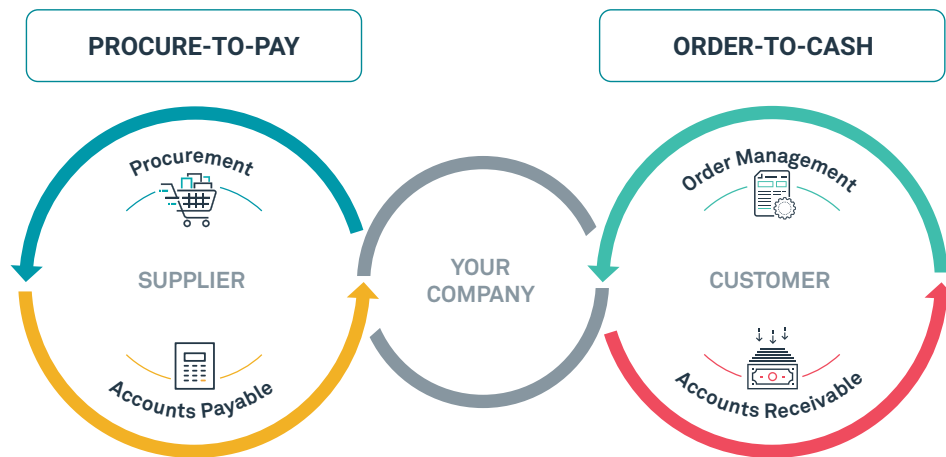 PROCURE-TO-PAY
ORDER-TO-CASH
Procurement
SUPPLIER
Accounts Payable
YOUR
COMPANY
Order Management
CUSTOMER
Accounts Receivable